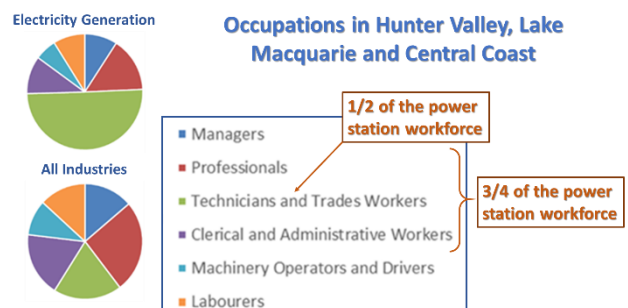 Electricity Generation
Occupations in Hunter Valley, Lake
Macquarie and Central Coast
1/2 of the power
station workforce
Managers
Professionals
All Industries
Technicians and Trades Workers
3/4 of the power
station workforce
Clerical and Administrative Workers
Machinery Operators and Drivers
Labourers